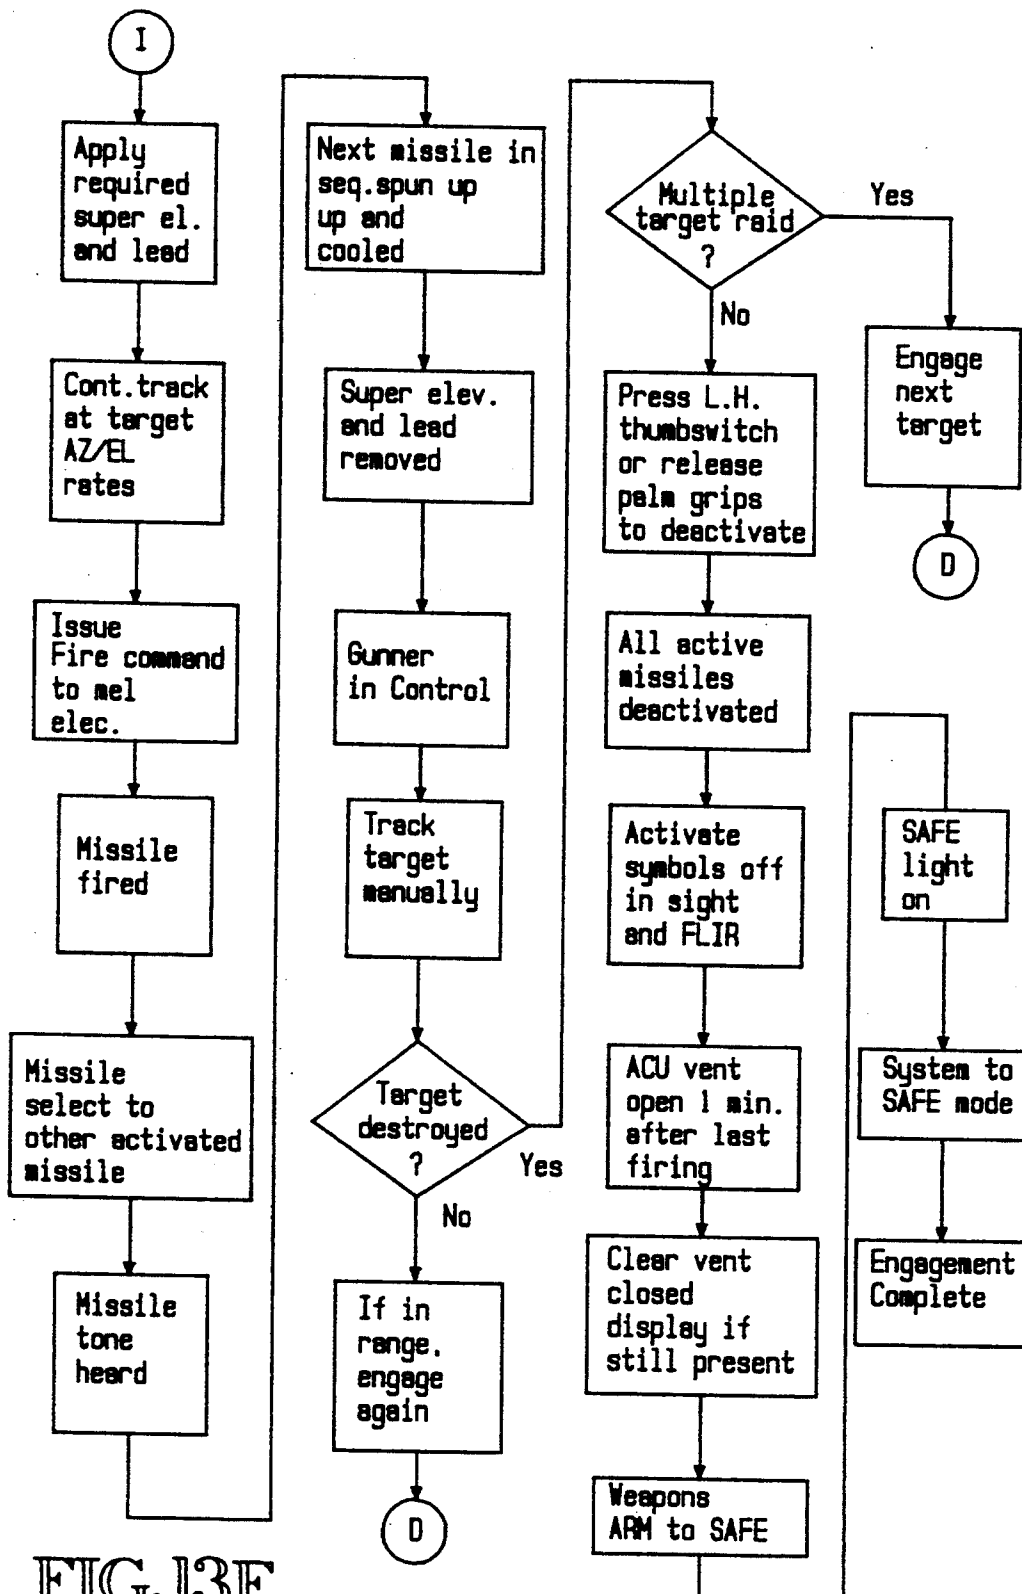 I
Apply
required
super el.
and lead
Cont.track
at target
AZ/EL
rates
Issue
Fire command
to mel
elec.
Missile
fired
Missile
select to
other activated
missile
Missile
tone
heard
Next missile in
seq.spun up
up and
cooled
Super elev.
and lead
removed
Gunner
in Control
Track
target
manually
Target
destroyed
?
Yes
No
If in
range.
engage
again
D
Multiple
target raid
?
Yes
No
Engage
next
target
D
Press L.H.
thumbswitch
or release
palm grips
to deactivate
All active
missiles
deactivated
Activate
symbols off
in sight
and FLIR
ACU vent
open 1 min.
after last
firing
Clear vent
closed
display if
still present
Weapons
ARM to SAFE
SAFE
light
on
System to
SAFE mode
Engagement
Complete
FIG.13F